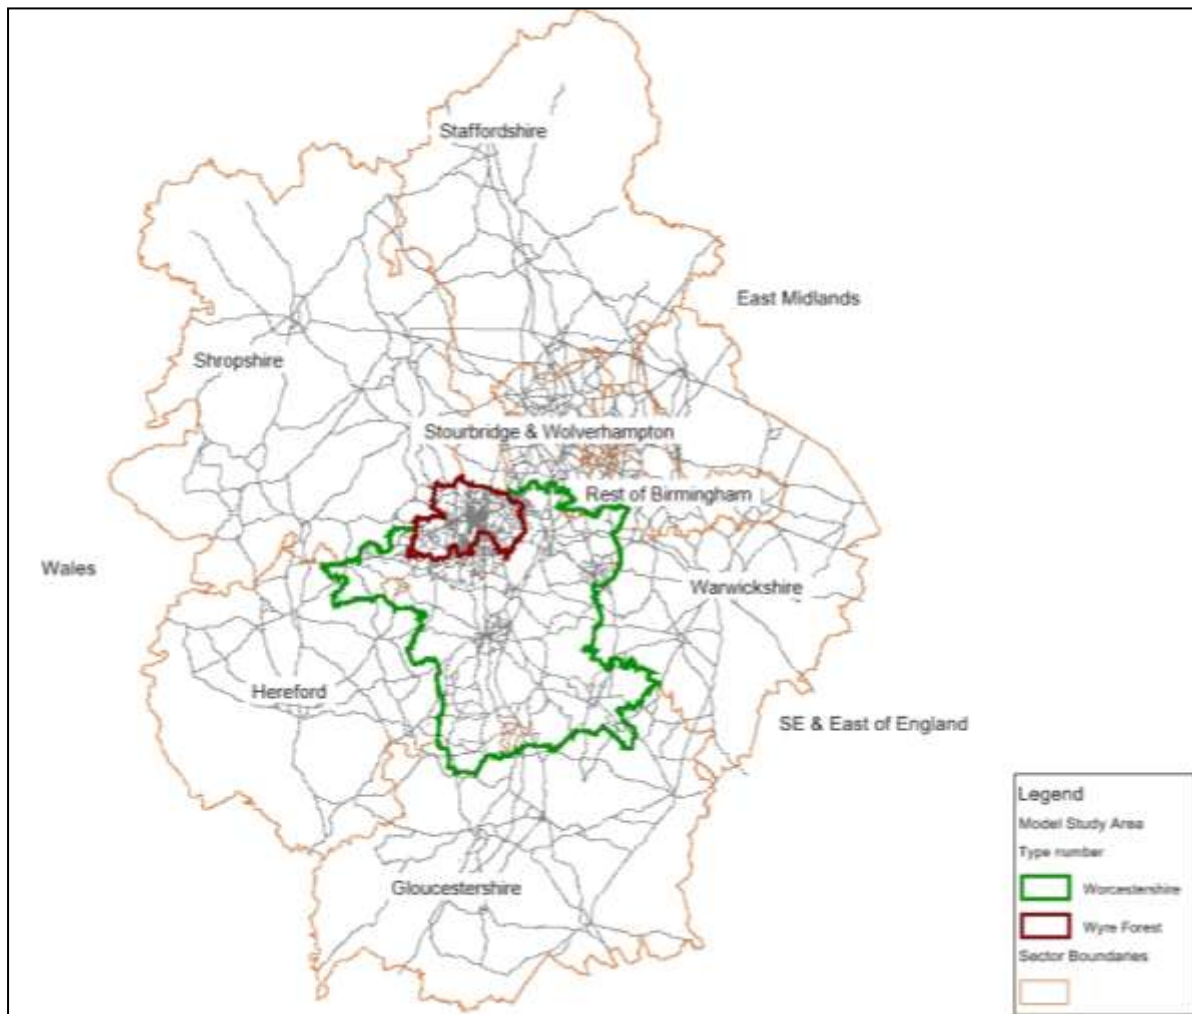 Staffordshire
East Midlands
Shropshire
Stourbridge & Wolverhampton
Rest of Birmingham
Wales
Warwickshire
Hereford
SE & East of England
Gloucestershire
Legend
Model Study Area
Type number
Worcestershire
Wyre Forest
Sector Boundaries